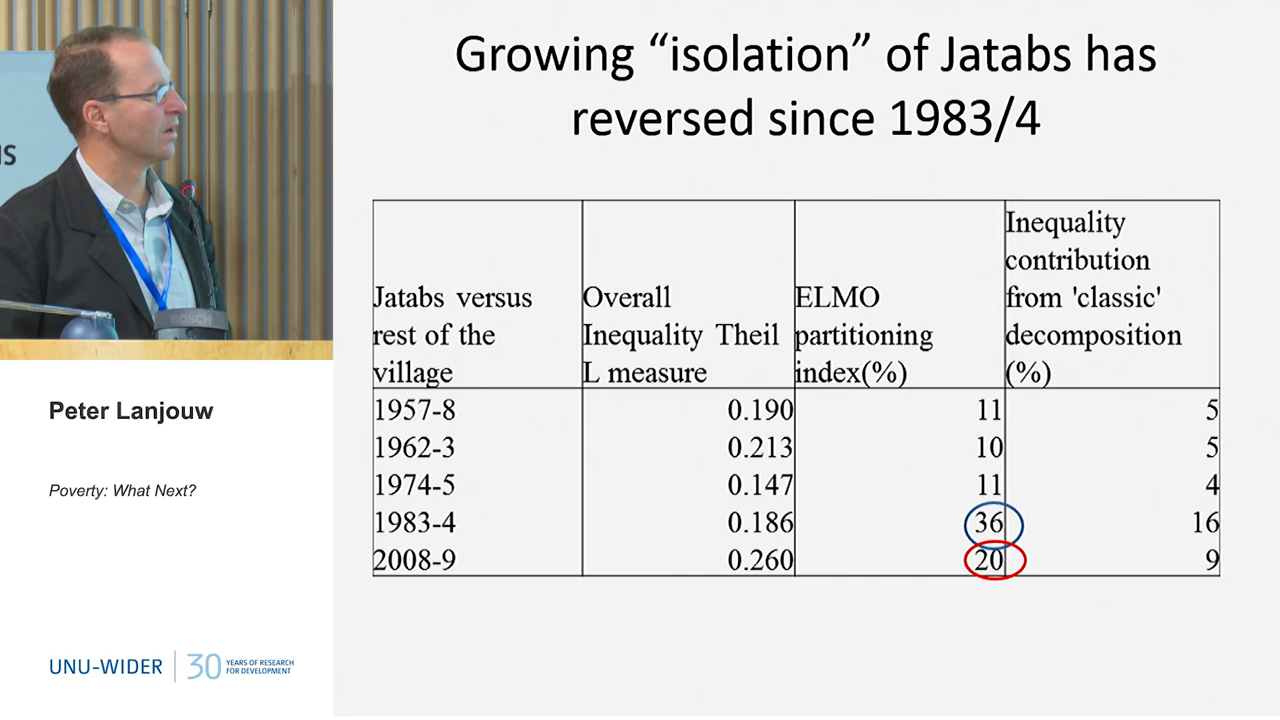 Growing “isolation” of Jatabs has
reversed since 1983/4
IS
BOSCH
Jatabs versus
rest of the
village
Overall
Inequality Theil
L measure
ELMO
partitioning
index(%)
Inequality
contribution
from 'classic'
decomposition
(%)
1957-8 0.190 11 5
1962-3 0.213 10 5
1974-5 0.147 11 4
1983-4 0.186 36 16
2008-9 0.260 20 9
Peter Lanjouw
Poverty: What Next?
UNU-WIDER
30 YEARS OF RESEARCH
FOR DEVELOPMENT